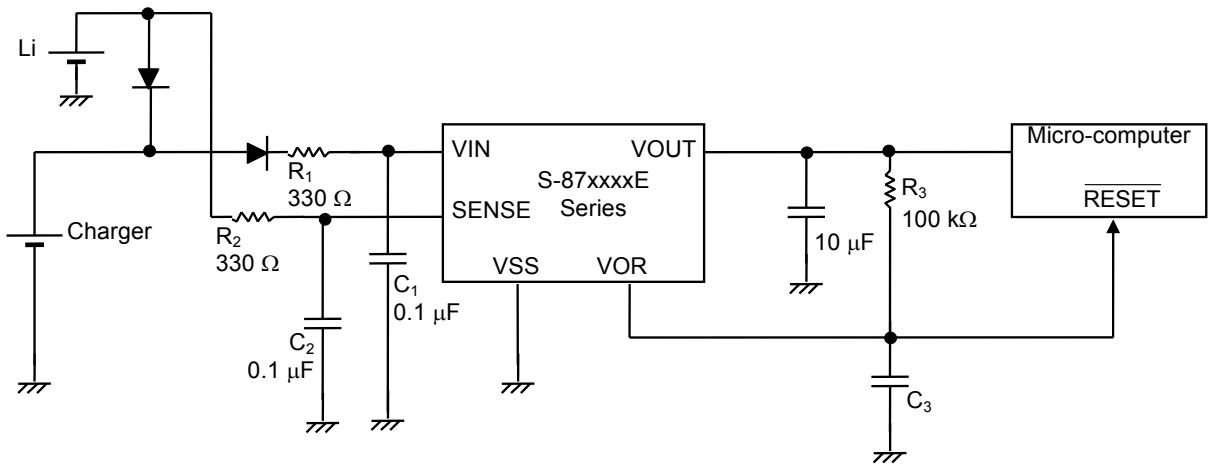 Li
Charger
R₁
330 Ω
R₂
330 Ω
C₁
0.1 μF
C₂
0.1 μF
VIN
VOUT
S-87xxxxE
Series
SENSE
VSS
VOR
10 μF
R₃
100 kΩ
C₃
Micro-computer
R̅E̅S̅E̅T̅